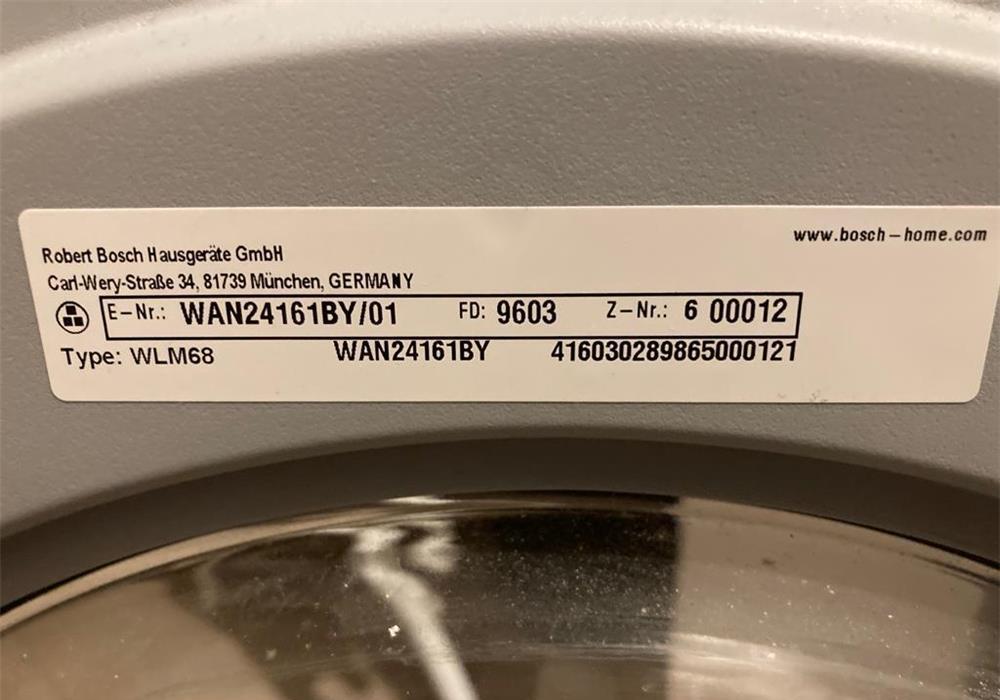 www.bosch-home.com
Robert Bosch Hausgeräte GmbH
Carl-Wery-Straße 34, 81739 München, GERMANY
E-Nr.: WAN24161BY/01 FD: 9603 Z-Nr.: 6 00012
Type: WLM68 WAN24161BY 416030289865000121